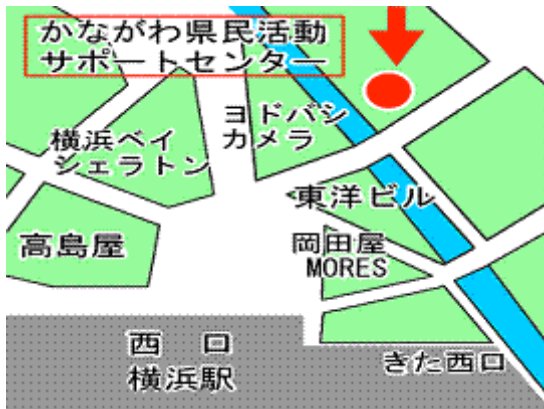 かながわ県民活動
サポートセンター
ヨドバシ
カメラ
横浜ベイ
シェラトン
東洋ビル
高島屋
岡田屋
MORES
西 口
横浜駅
きた西口